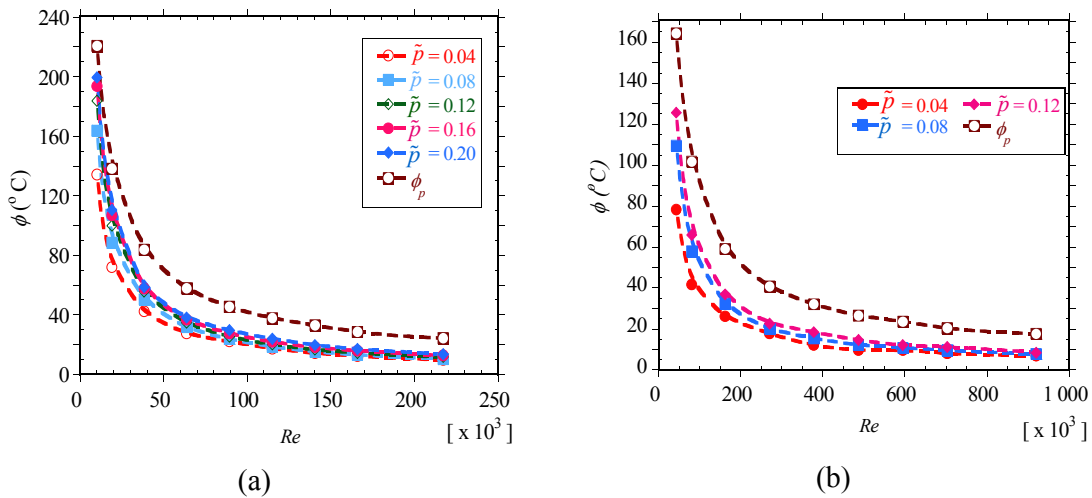 240
200
160
120
80
40
0
ϕ (°C)
p̃ = 0.04
p̃ = 0.08
p̃ = 0.12
p̃ = 0.16
p̃ = 0.20
ϕp
0 50 100 150 200 250
Re [ x 10³ ]
(a)
160
140
120
100
80
60
40
20
0
ϕ (°C)
p̃ = 0.04 p̃ = 0.12
p̃ = 0.08 ϕp
0 200 400 600 800 1 000
Re [ x 10³ ]
(b)